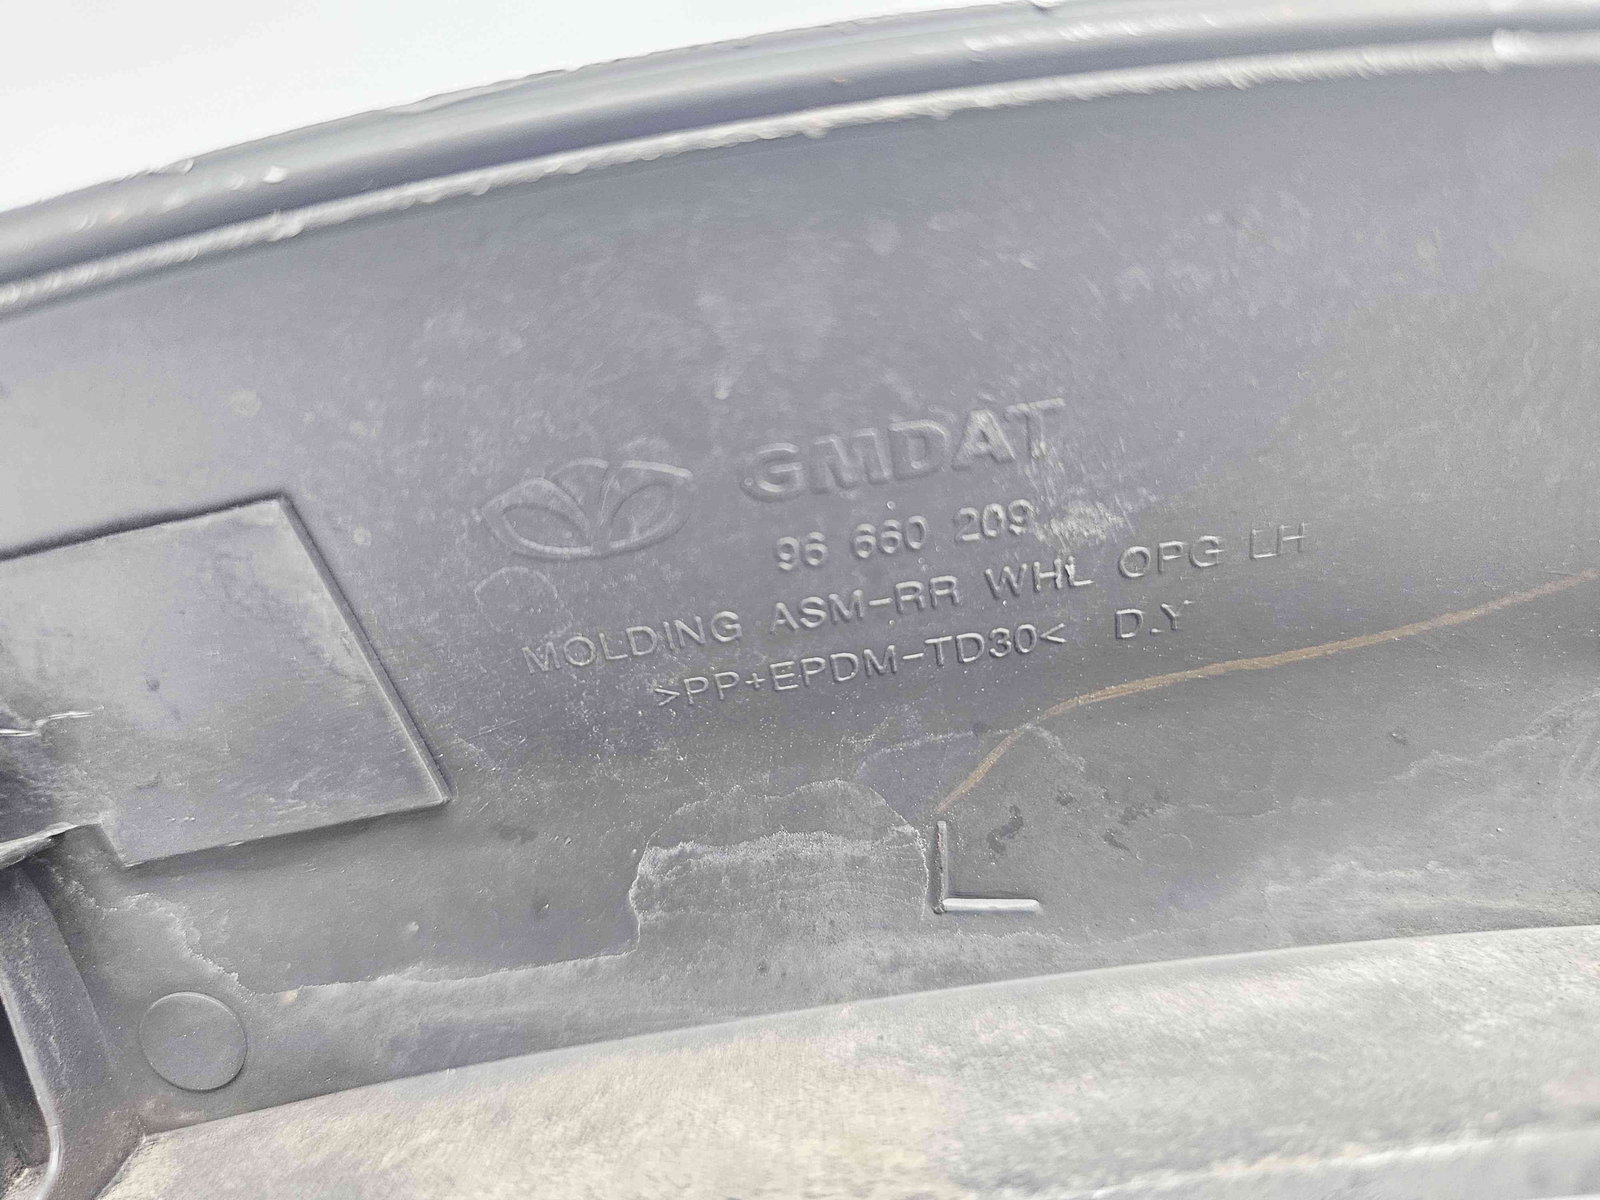 GMDAT
96 660 209
MOLDING ASM-RR WHL OPG LH
>PP+EPDM-TD30< D.Y
L